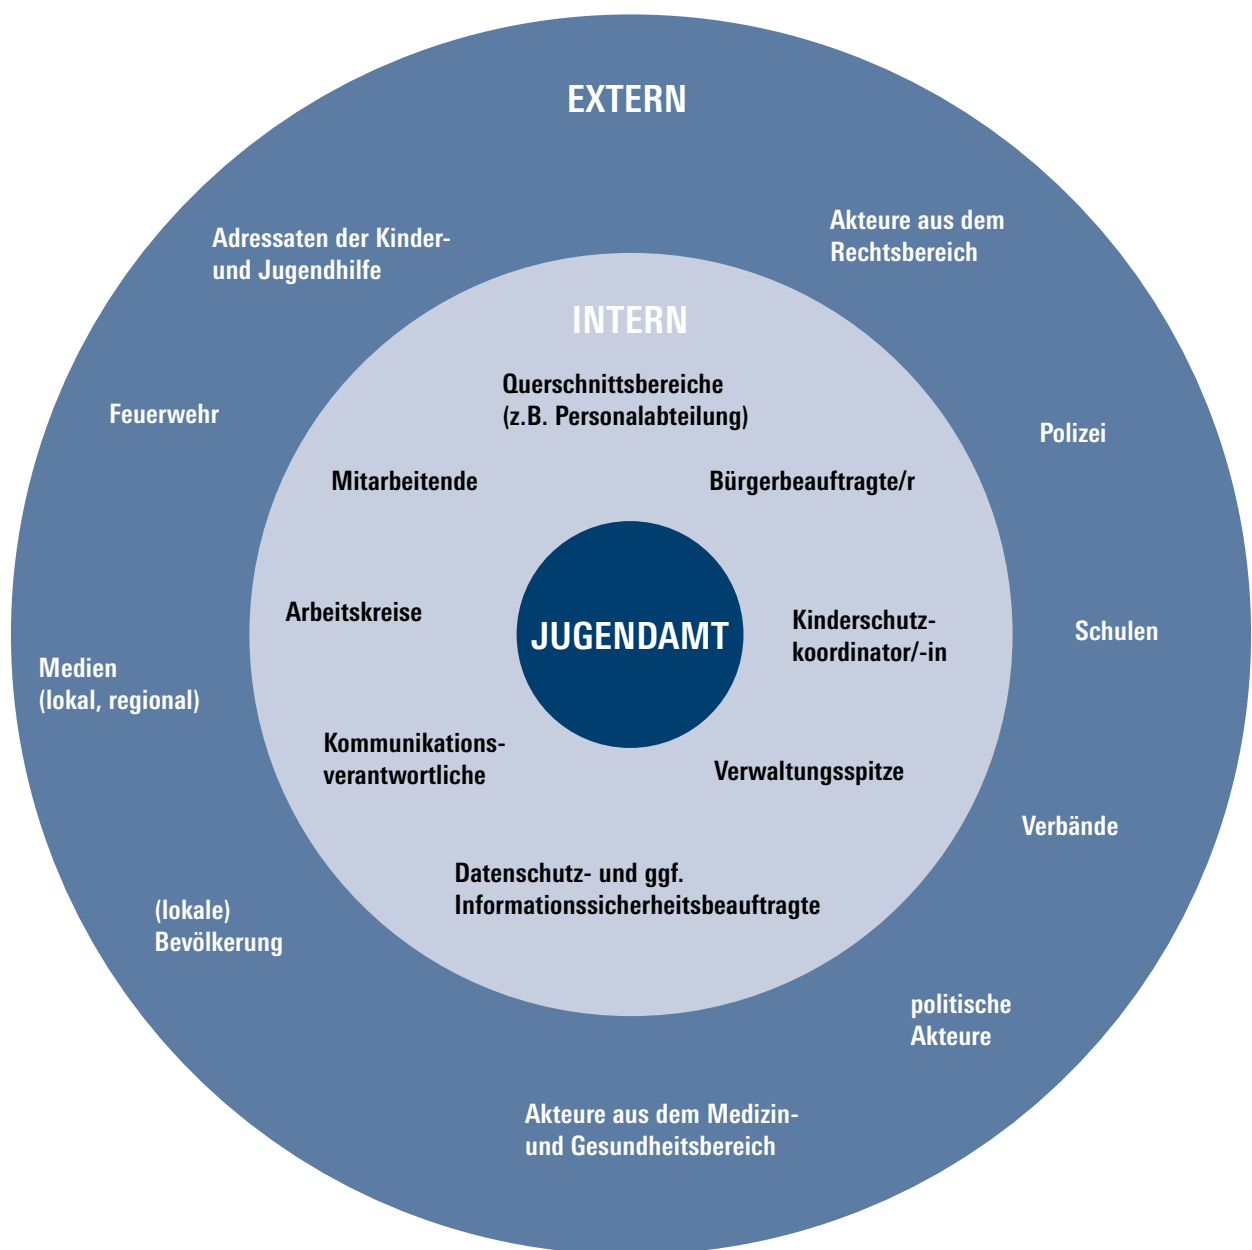 EXTERN
Akteure aus dem
Rechtsbereich
Adressaten der Kinder-
und Jugendhilfe
INTERN
Querschnittsbereiche
(z.B. Personalabteilung)
Feuerwehr
Polizei
Mitarbeitende
Bürgerbeauftragte/r
Arbeitskreise
JUGENDAMT
Kinderschutz-
koordinator/-in
Schulen
Medien
(lokal, regional)
Kommunikations-
verantwortliche
Verwaltungsspitze
Verbände
Datenschutz- und ggf.
Informationssicherheitsbeauftragte
(lokale)
Bevölkerung
politische
Akteure
Akteure aus dem Medizin-
und Gesundheitsbereich